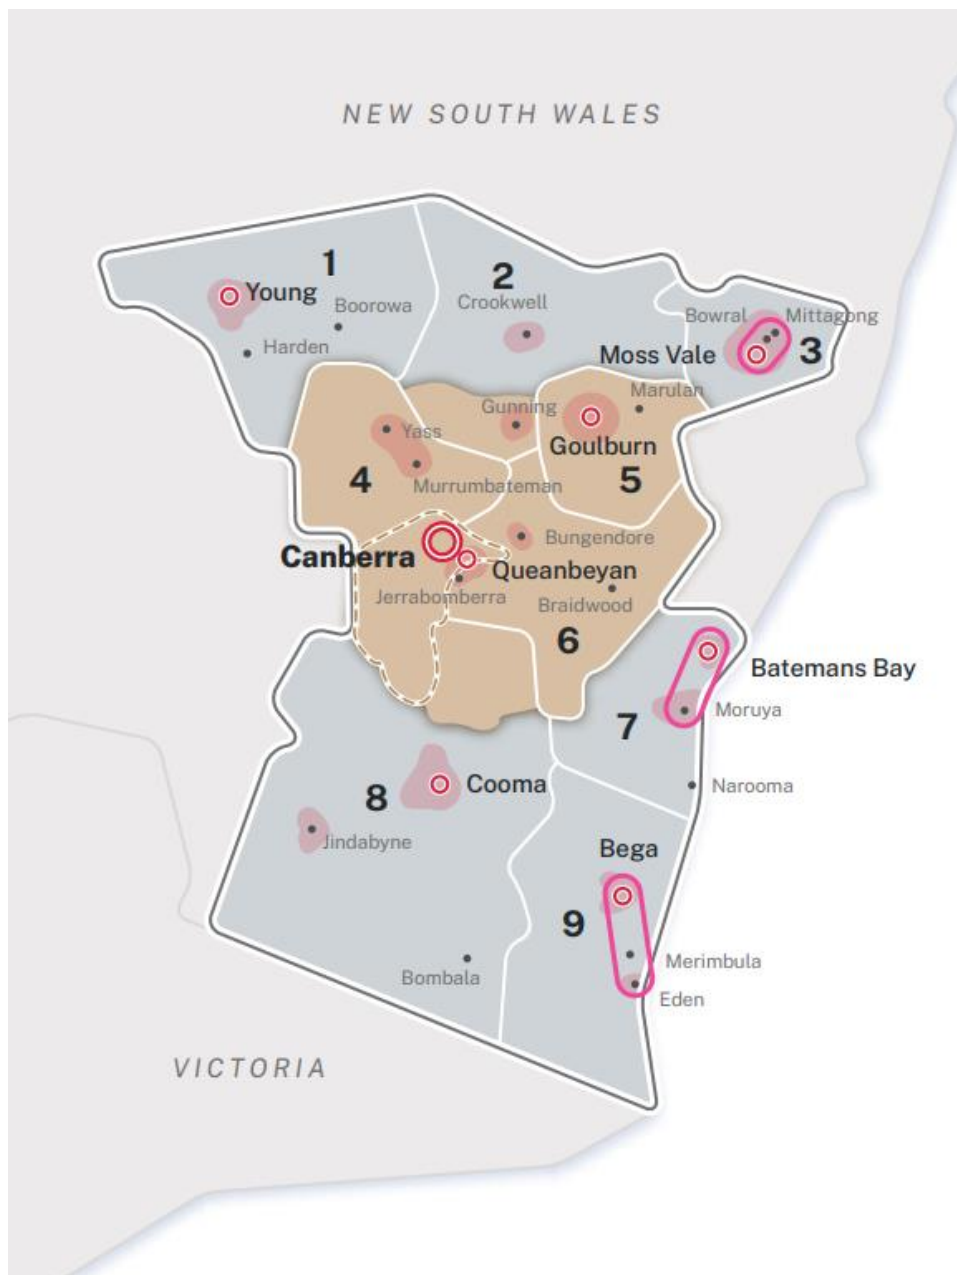 NEW SOUTH WALES
1
2
Young
Crookwell
Boorowa
Bowral
Mittagong
Harden
Moss Vale
3
Marulan
Gunning
Yass
Goulburn
4
5
Murrumbateman
Bungendore
Canberra
Queanbeyan
Jerrabomberra
Braidwood
6
Batemans Bay
Moruya
7
Cooma
Narooma
8
Jindabyne
Bega
9
Merimbula
Bombala
Eden
VICTORIA